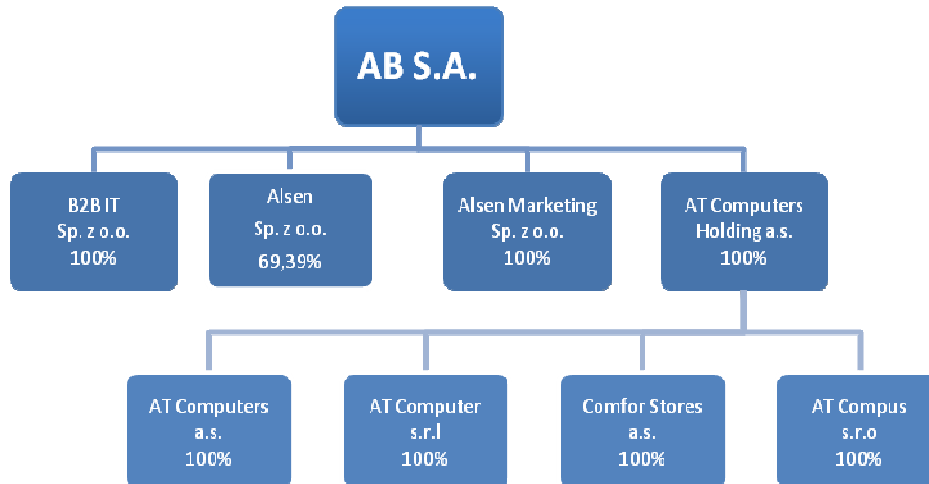 AB S.A.
B2B IT
Sp. z o.o.
100%
Alsen
Sp. z o.o.
69,39%
Alsen Marketing
Sp. z o.o.
100%
AT Computers
Holding a.s.
100%
AT Computers
a.s.
100%
AT Computer
s.r.l
100%
Comfor Stores
a.s.
100%
AT Compus
s.r.o
100%